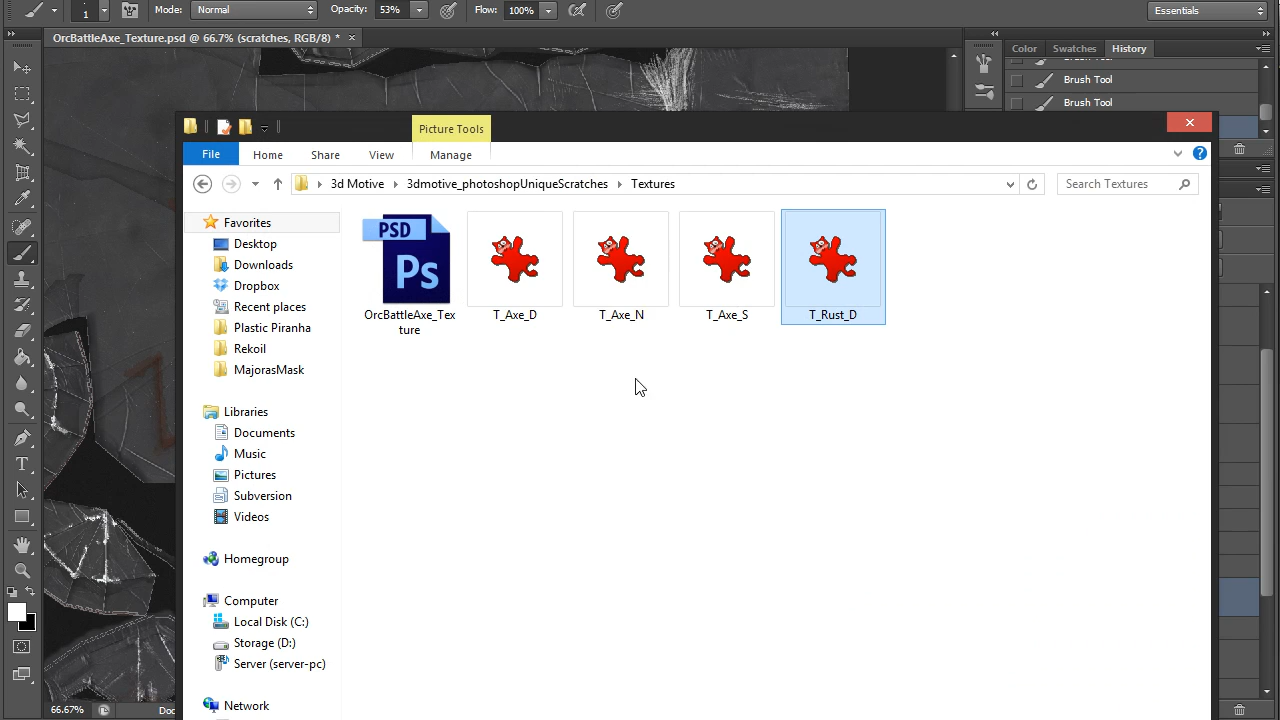 Mode: Normal Opacity: 53% Flow: 100% Essentials
1
OrcBattleAxe_Texture.psd @ 66.7% (scratches, RGB/8) * ×
Color Swatches History
Brush Tool
Brush Tool
Picture Tools
File Home Share View Manage
3d Motive 3dmotive_photoshopUniqueScratches Textures
Search Textures
Favorites
Desktop
Downloads
Dropbox
Recent places
Plastic Piranha
Rekoil
MajorasMask
Libraries
Documents
Music
Pictures
Subversion
Videos
Homegroup
Computer
Local Disk (C:)
Storage (D:)
Server (server-pc)
Network
PSD
Ps
OrcBattleAxe_Tex
ture
T_Axe_D
T_Axe_N
T_Axe_S
T_Rust_D
66.67%
Doc